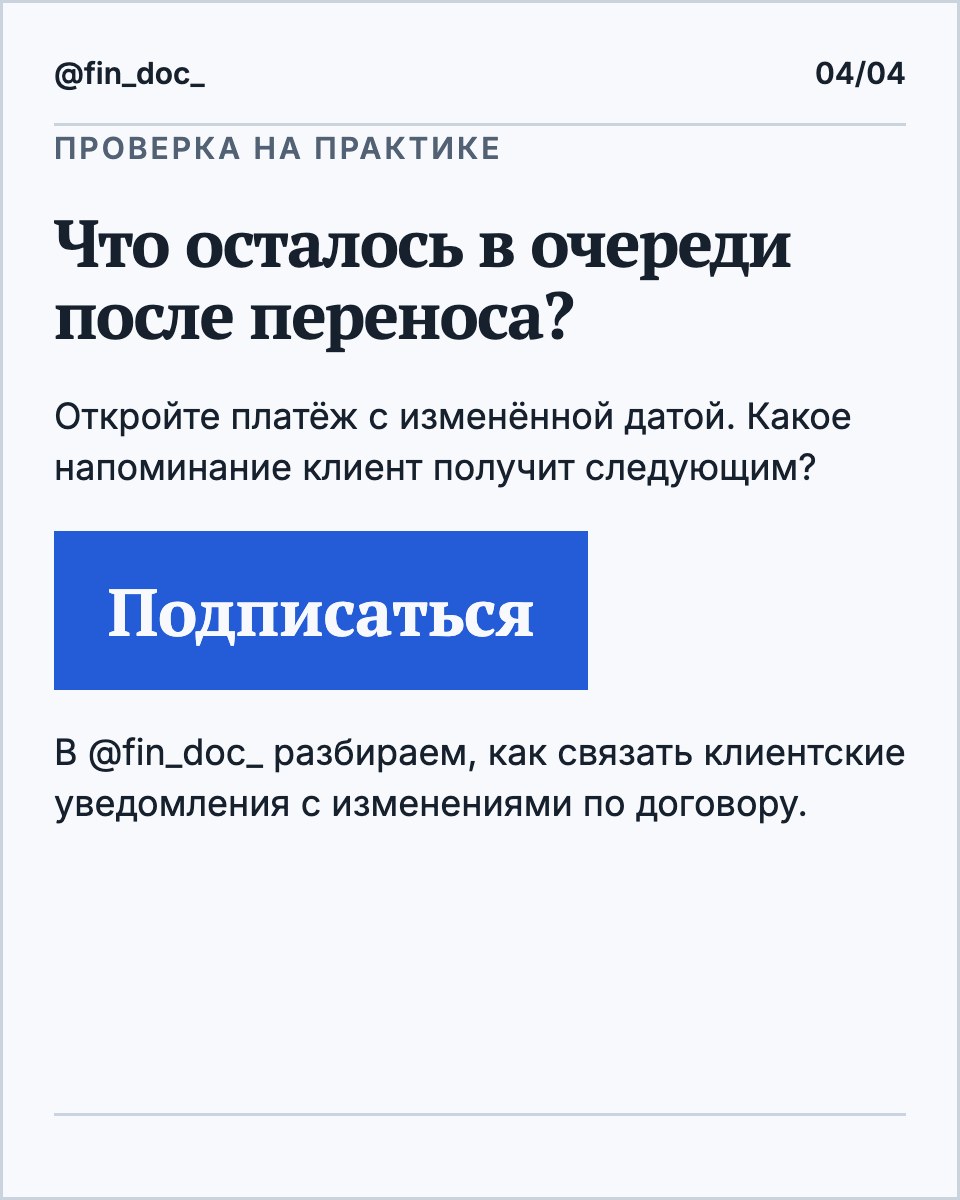 @fin_doc_
04/04
ПРОВЕРКА НА ПРАКТИКЕ
Что осталось в очереди
после переноса?
Откройте платёж с изменённой датой. Какое
напоминание клиент получит следующим?
Подписаться
В @fin_doc_ разбираем, как связать клиентские
уведомления с изменениями по договору.